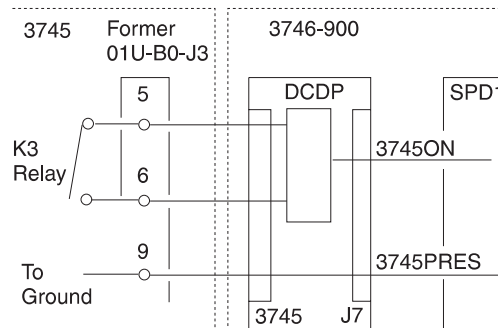 3745
Former
01U-B0-J3
3746-900
5
DCDP
SPD1
K3
Relay
6
3745ON
9
3745PRES
To
Ground
3745
J7